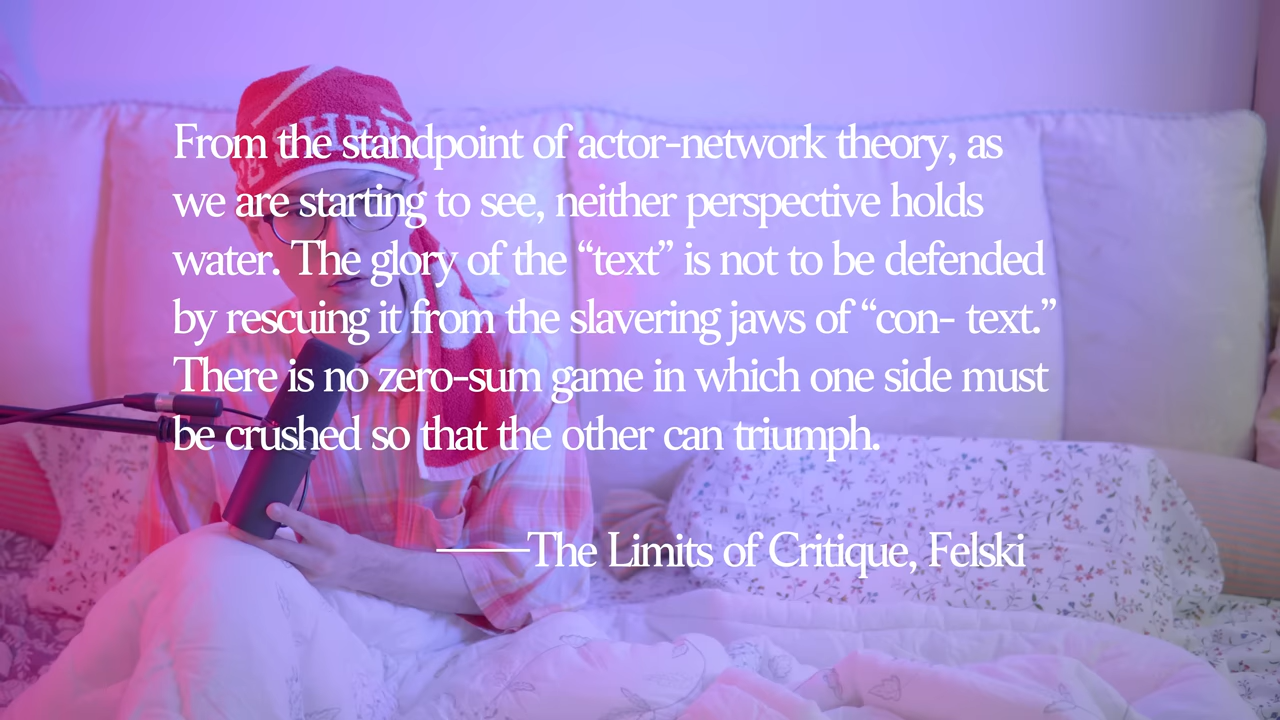 SHEN
From the standpoint of actor-network theory, as
we are starting to see, neither perspective holds
water. The glory of the “text” is not to be defended
by rescuing it from the slavering jaws of “con- text.”
There is no zero-sum game in which one side must
be crushed so that the other can triumph.
——The Limits of Critique, Felski